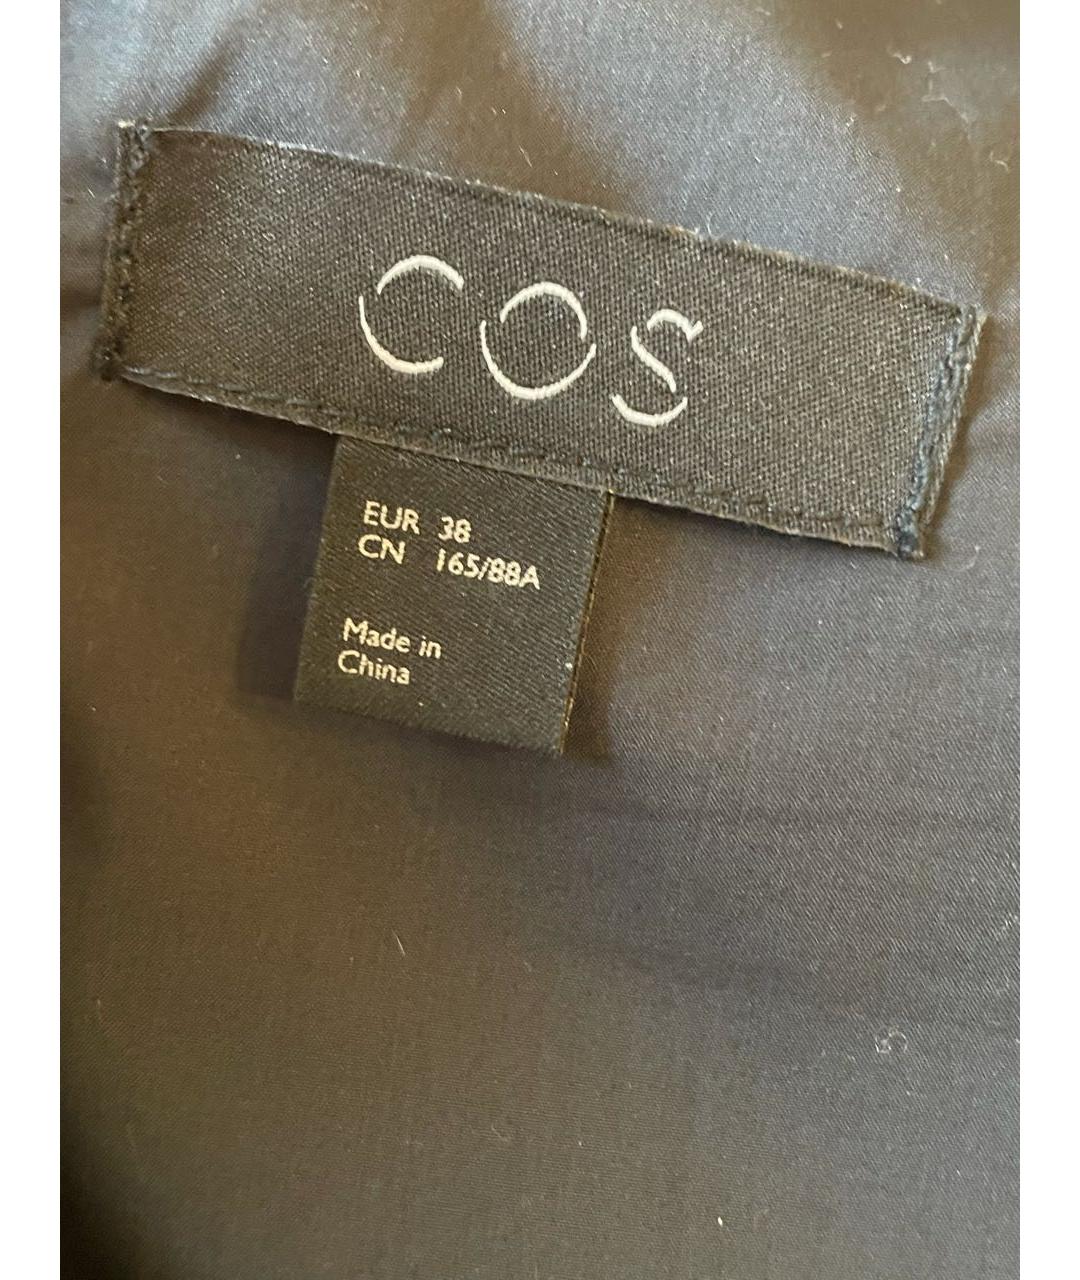 COS
EUR 38
CN 165/88A
Made in
China